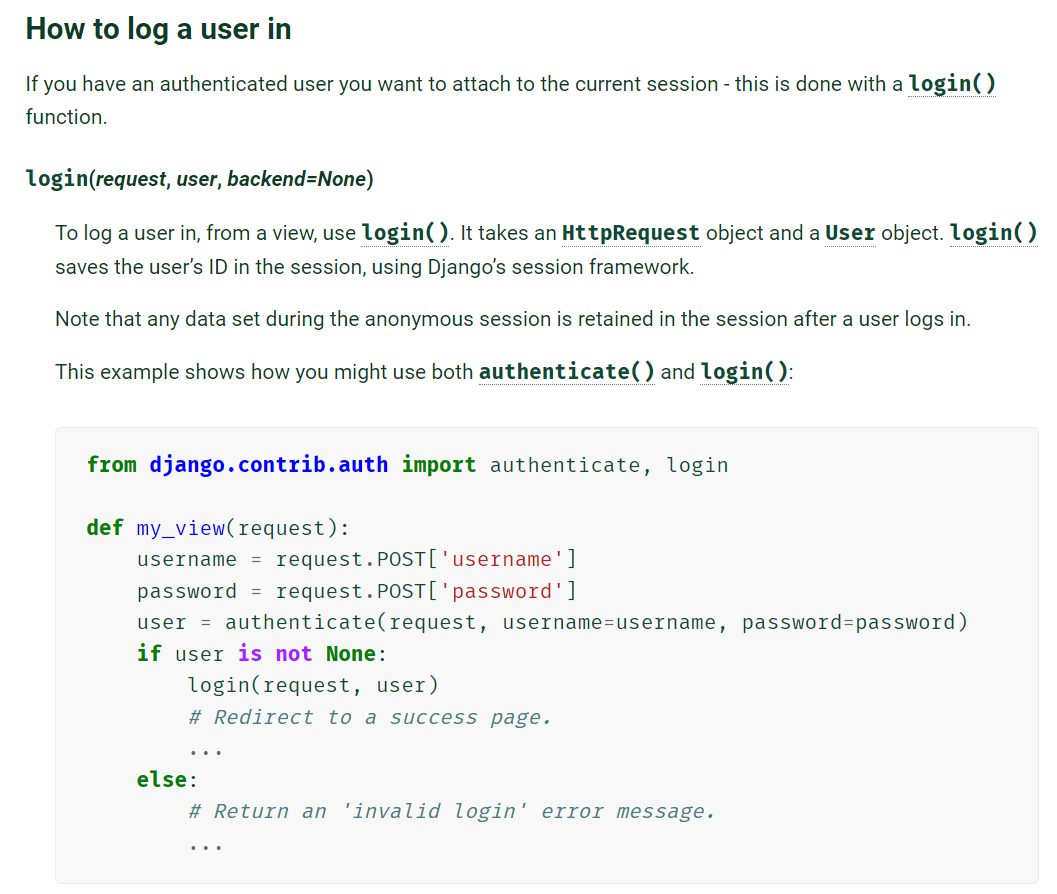 How to log a user in
If you have an authenticated user you want to attach to the current session - this is done with a login()
function.
login(request, user, backend=None)
To log a user in, from a view, use login(). It takes an HttpRequest object and a User object. login()
saves the user’s ID in the session, using Django’s session framework.
Note that any data set during the anonymous session is retained in the session after a user logs in.
This example shows how you might use both authenticate() and login():
from django.contrib.auth import authenticate, login
def my_view(request):
    username = request.POST['username']
    password = request.POST['password']
    user = authenticate(request, username=username, password=password)
    if user is not None:
        login(request, user)
        # Redirect to a success page.
        ...
    else:
        # Return an 'invalid login' error message.
        ...